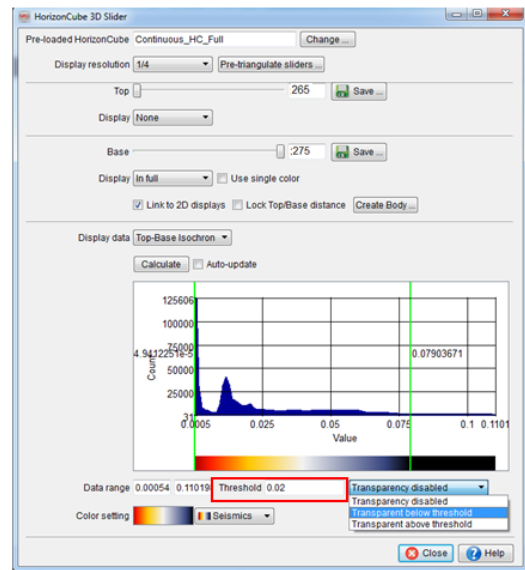 HorizonCube 3D Slider
Pre-loaded HorizonCube Continuous_HC_Full Change ...
Display resolution 1/4 Pre-triangulate sliders ...
Top 265 Save ...
Display None
Base :275 Save ...
Display In full Use single color
Link to 2D displays Lock Top/Base distance Create Body ...
Display data Top-Base Isochron
Calculate Auto-update
125606
100000
75000
4.9412251e-5 0.07903671
50000
25000
31
Count
0.0005 0.025 0.05 0.075 0.1 0.1101
Value
Data range 0.00054 0.110198 Threshold 0.02 Transparency disabled
Transparency disabled
Transparent below threshold
Transparent above threshold
Color setting Seismics
Close Help